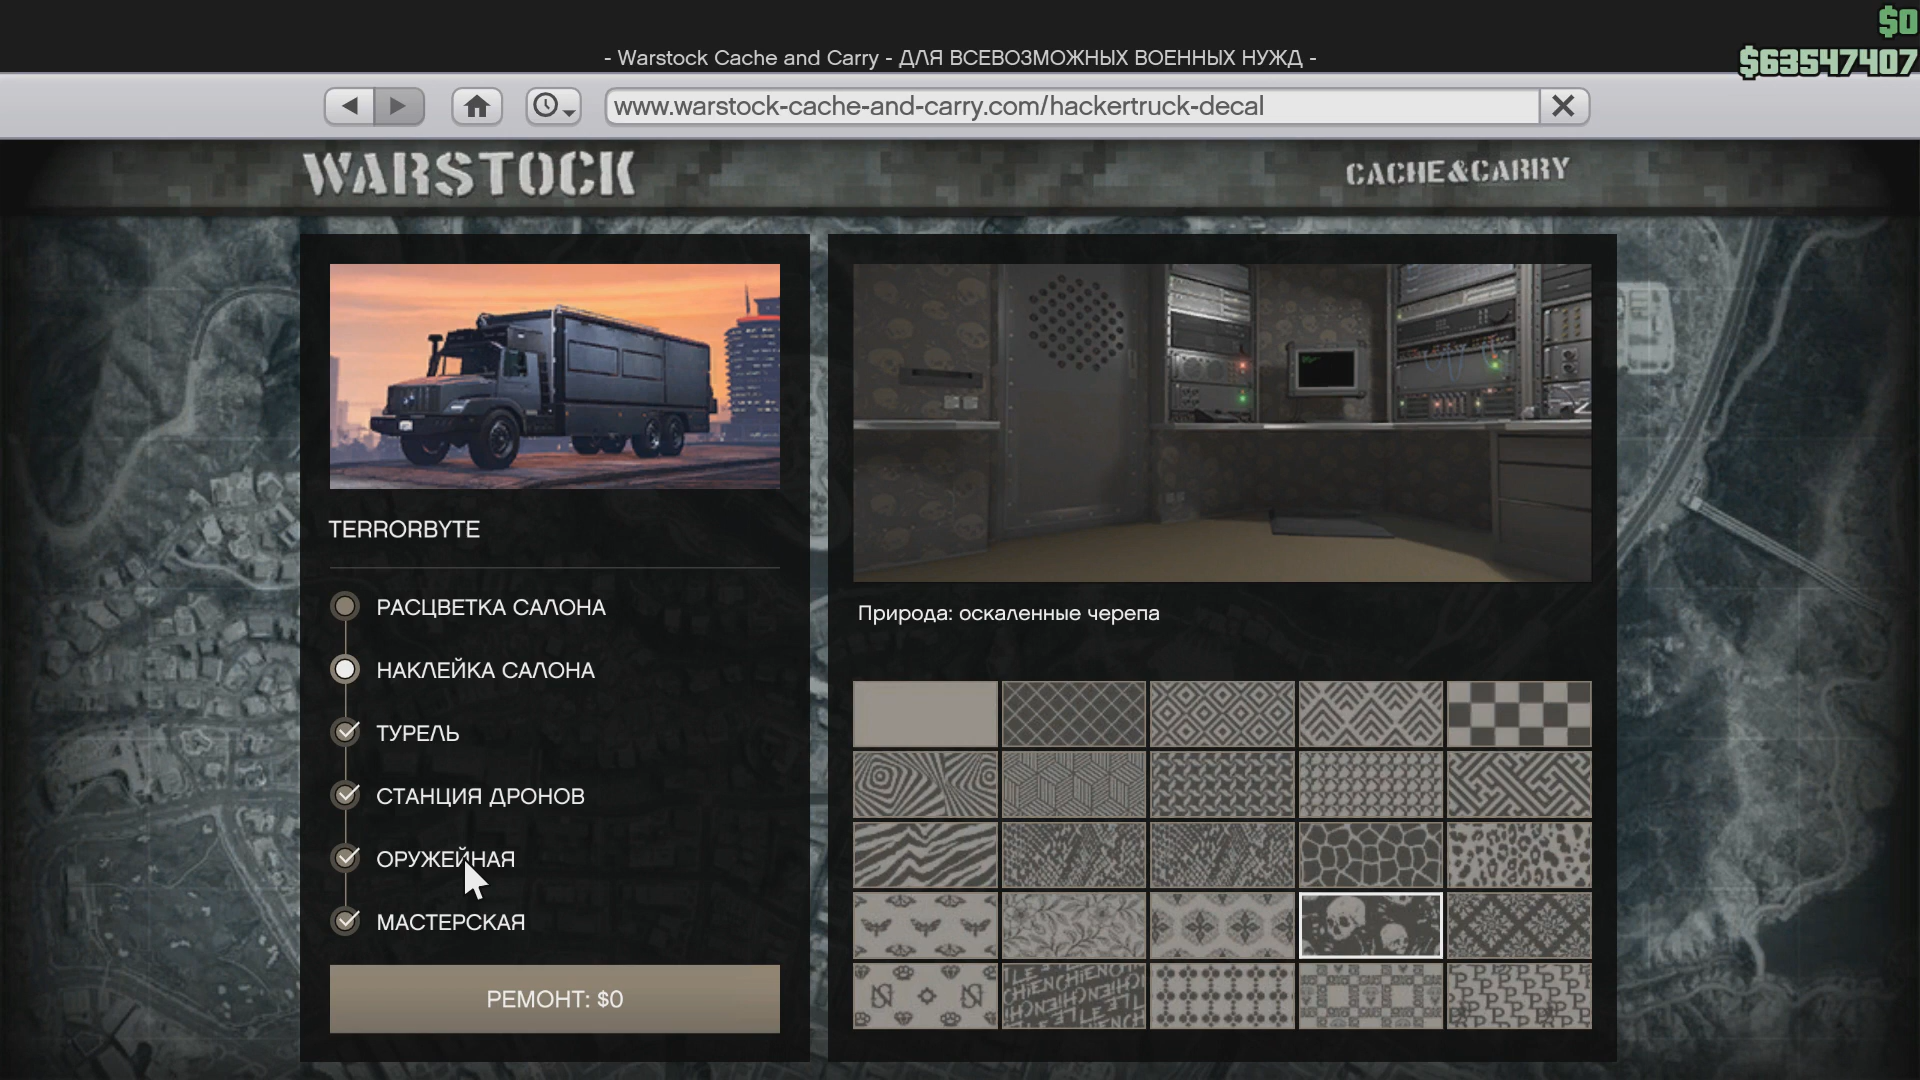 $0
$63547407
- Warstock Cache and Carry - ДЛЯ ВСЕВОЗМОЖНЫХ ВОЕННЫХ НУЖД -
www.warstock-cache-and-carry.com/hackertruck-decal
WARSTOCK
CACHE&CARRY
TERRORBYTE
РАСЦВЕТКА САЛОНА
НАКЛЕЙКА САЛОНА
ТУРЕЛЬ
СТАНЦИЯ ДРОНОВ
ОРУЖЕЙНАЯ
МАСТЕРСКАЯ
РЕМОНТ: $0
Природа: оскаленные черепа